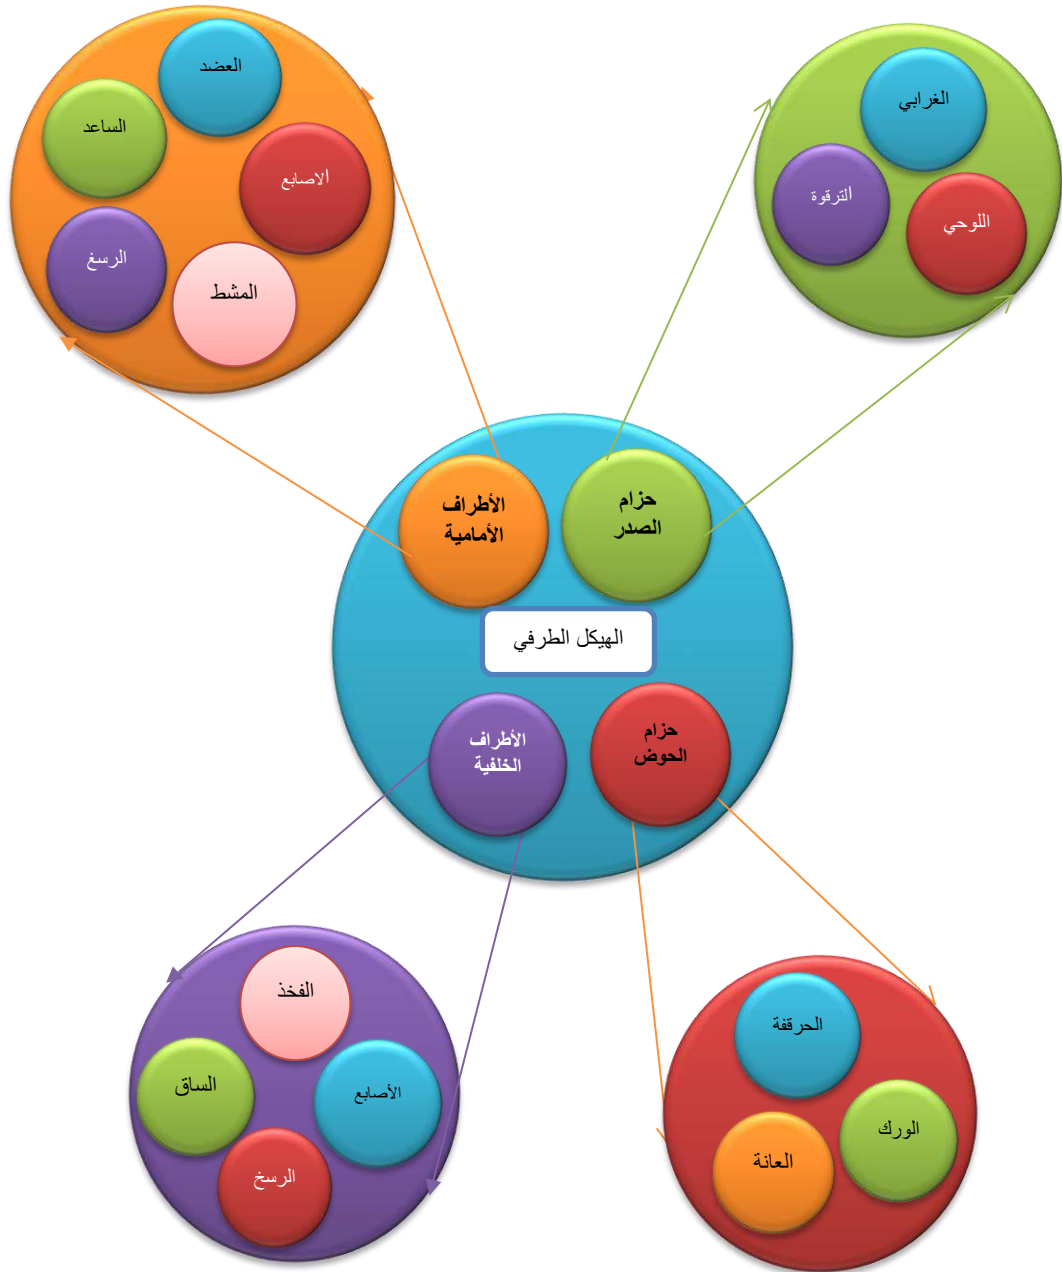 العضد
الساعد
الاصابع
الرسغ
المشط
الغرابي
الترقوة
اللوحي
الأطراف
الأمامية
حزام
الصدر
الهيكل الطرفي
الأطراف
الخلفية
حزام
الحوض
الفخذ
الساق
الأصابع
الرسخ
الحرقفة
الورك
العانة